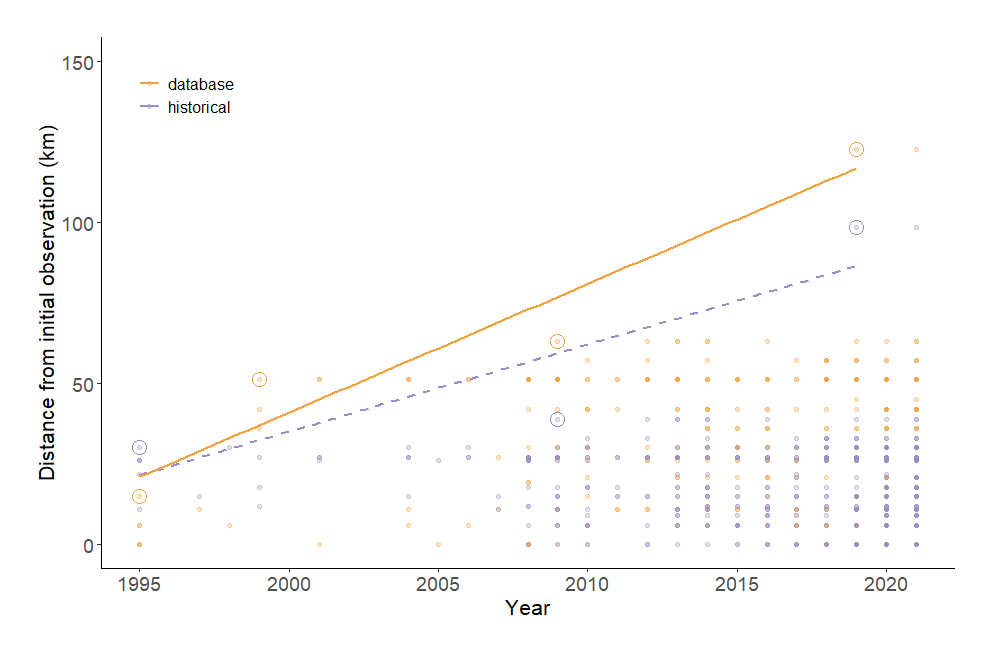 150
database
historical
100
50
0
Distance from initial observation (km)
1995 2000 2005 2010 2015 2020
Year